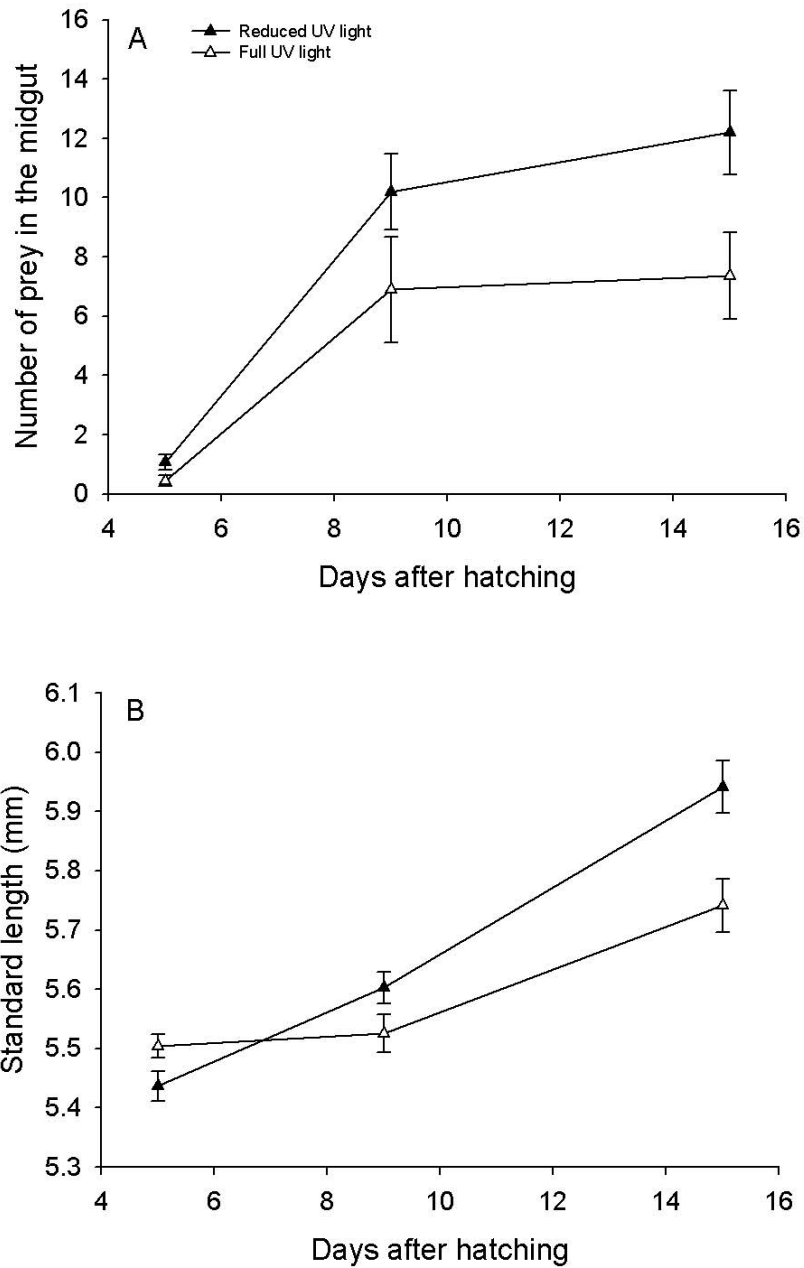 16
A
Reduced UV light
Full UV light
14
12
10
8
6
4
2
0
Number of prey in the midgut
4 6 8 10 12 14 16
Days after hatching
6.1
B
6.0
5.9
5.8
5.7
5.6
5.5
5.4
5.3
Standard length (mm)
4 6 8 10 12 14 16
Days after hatching